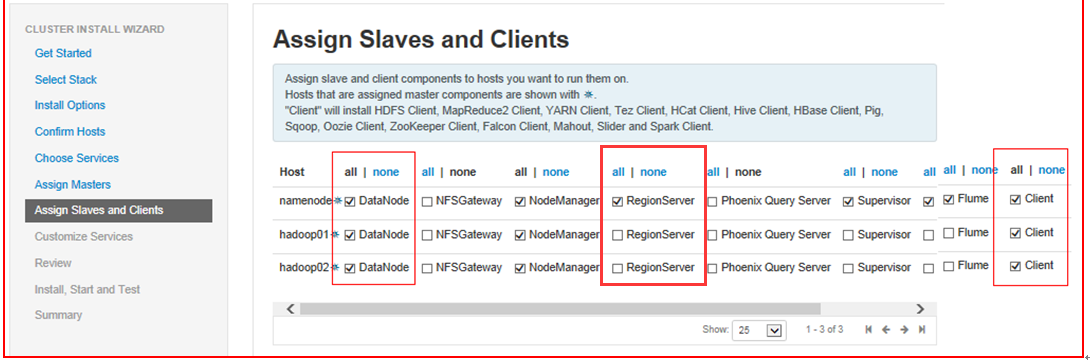 CLUSTER INSTALL WIZARD
Get Started
Select Stack
Install Options
Confirm Hosts
Choose Services
Assign Masters
Assign Slaves and Clients
Customize Services
Review
Install, Start and Test
Summary
Assign Slaves and Clients
Assign slave and client components to hosts you want to run them on.
Hosts that are assigned master components are shown with ✵.
"Client" will install HDFS Client, MapReduce2 Client, YARN Client, Tez Client, HCat Client, Hive Client, HBase Client, Pig,
Sqoop, Oozie Client, ZooKeeper Client, Falcon Client, Mahout, Slider and Spark Client.
Host all | none all | none all | none all | none all | none all | none all all | none all | none
namenode✵ DataNode NFSGateway NodeManager RegionServer Phoenix Query Server Supervisor Flume Client
hadoop01✵ DataNode NFSGateway NodeManager RegionServer Phoenix Query Server Supervisor Flume Client
hadoop02✵ DataNode NFSGateway NodeManager RegionServer Phoenix Query Server Supervisor Flume Client
Show: 25 1 - 3 of 3